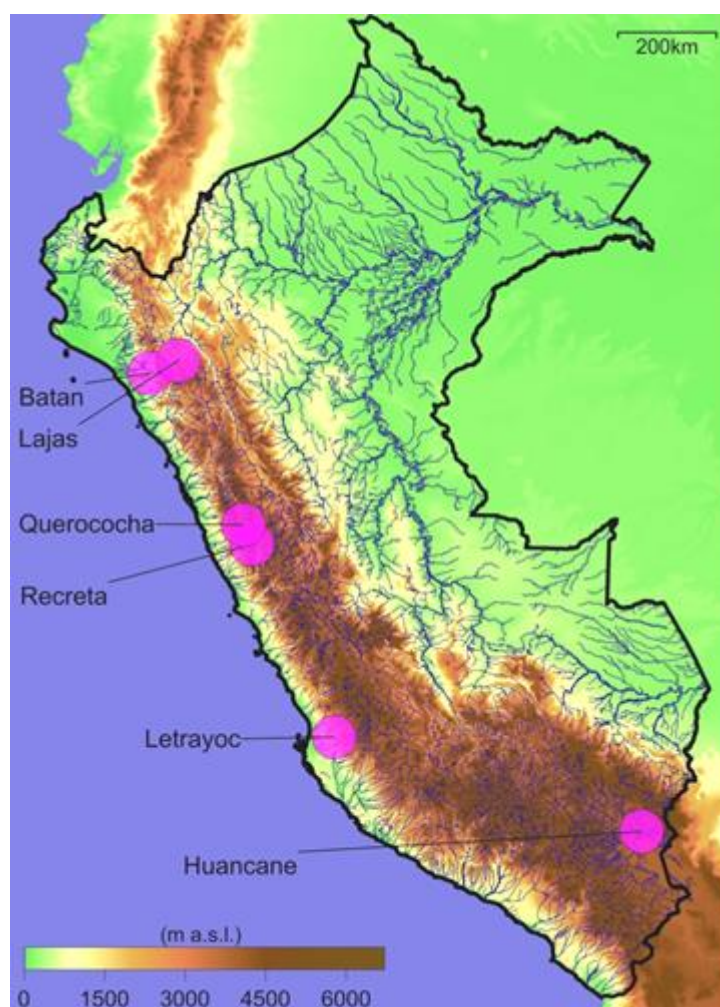 200km
Batan
Lajas
Querococha
Recreta
Letrayoc
Huancane
(m a.s.l.)
0 1500 3000 4500 6000